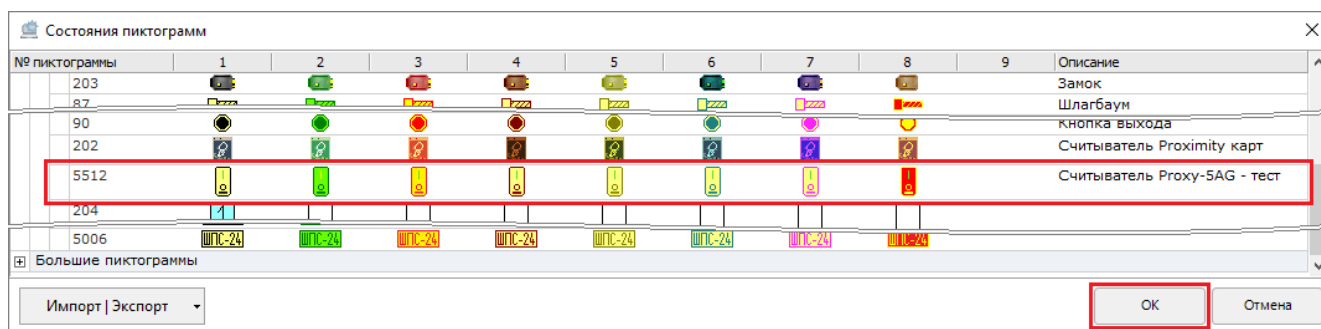 Состояния пиктограмм
№ пиктограммы 1 2 3 4 5 6 7 8 9 Описание
203 Замок
87 Шлагбаум
90 Кнопка выхода
202 Считыватель Proximity карт
5512 Считыватель Proxy-5AG - тест
204 1
5006 ШПС-24 ШПС-24 ШПС-24 ШПС-24 ШПС-24 ШПС-24 ШПС-24 ШПС-24
Большие пиктограммы
Импорт | Экспорт OK Отмена